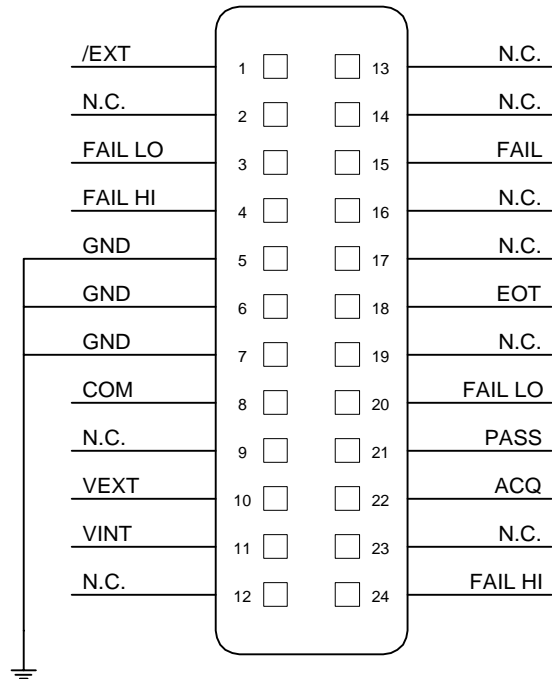 /EXT 1 13 N.C.
N.C. 2 14 N.C.
FAIL LO 3 15 FAIL
FAIL HI 4 16 N.C.
GND 5 17 N.C.
GND 6 18 EOT
GND 7 19 N.C.
COM 8 20 FAIL LO
N.C. 9 21 PASS
VEXT 10 22 ACQ
VINT 11 23 N.C.
N.C. 12 24 FAIL HI